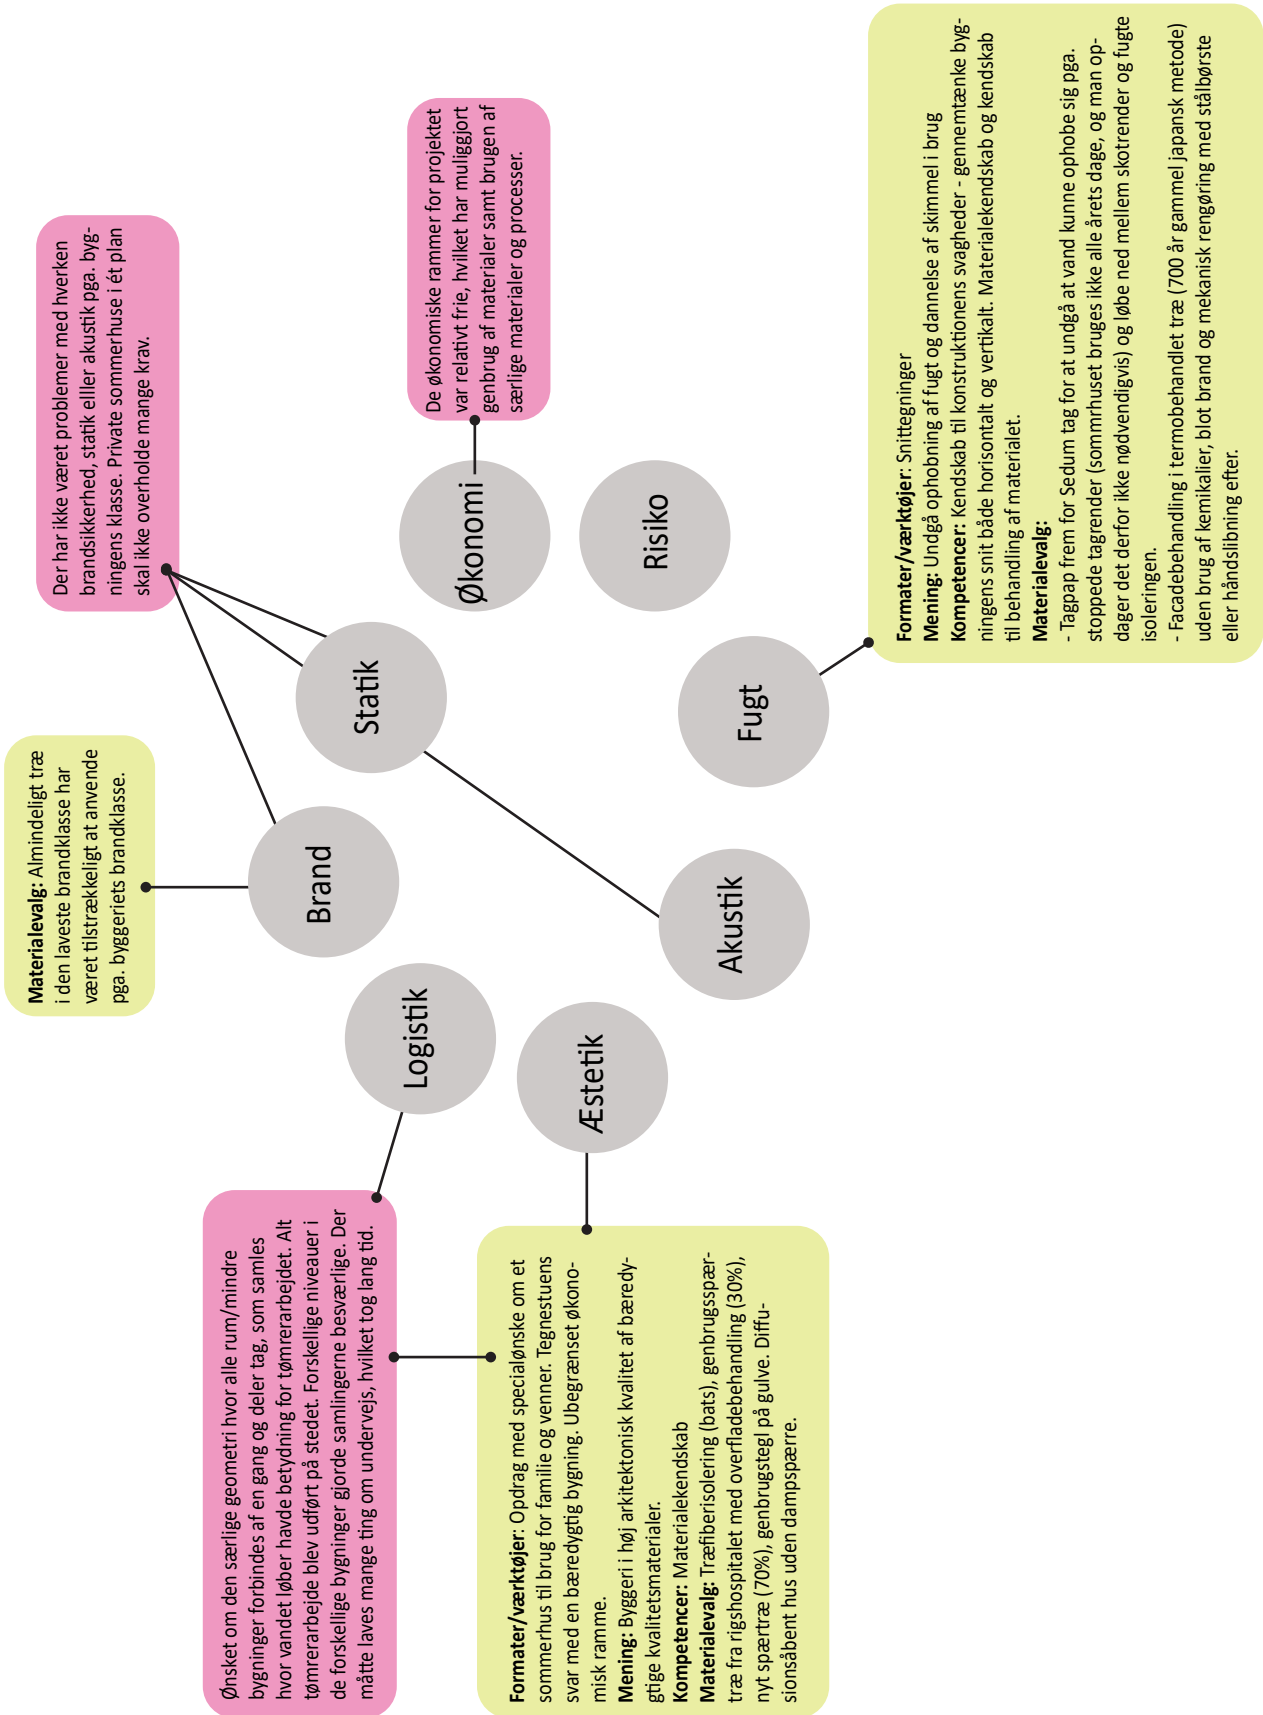 Ønsket om den særlige geometri hvor alle rum/mindre
bygninger forbindes af en gang og deler tag, som samles
hvor vandet løber havde betydning for tømrerarbejdet. Alt
tømrerarbejde blev udført på stedet. Forskellige niveauer i
de forskellige bygninger gjorde samlingerne besværlige. Der
måtte laves mange ting om undervejs, hvilket tog lang tid.
Formater/værktøjer: Opdrag med specialønske om et
sommerhus til brug for familie og venner. Tegnestuens
svar med en bæredygtig bygning. Ubegrænset økono-
misk ramme.
Mening: Byggeri i høj arkitektonisk kvalitet af bæredy-
gtige kvalitetsmaterialer.
Kompetencer: Materialekendskab
Materialevalg: Træfiberisolering (bats), genbrugsspær-
træ fra rigshospitalet med overfladebehandling (30%),
nyt spærtræ (70%), genbrugstegl på gulve. Diffu-
sionsåbent hus uden dampspærre.
Materialevalg: Almindeligt træ
i den laveste brandklasse har
været tilstrækkeligt at anvende
pga. byggeriets brandklasse.
Logistik
Æstetik
Brand
Akustik
Statik
Fugt
Økonomi
Risiko
Der har ikke været problemer med hverken
brandsikkerhed, statik elller akustik pga. byg-
ningens klasse. Private sommerhuse i ét plan
skal ikke overholde mange krav.
De økonomiske rammer for projektet
var relativt frie, hvilket har muliggjort
genbrug af materialer samt brugen af
særlige materialer og processer.
Formater/værktøjer: Snittegninger
Mening: Undgå ophobning af fugt og dannelse af skimmel i brug
Kompetencer: Kendskab til konstruktionens svagheder - gennemtænke byg-
ningens snit både horisontalt og vertikalt. Materialekendskab og kendskab
til behandling af materialet.
Materialevalg:
- Tagpap frem for Sedum tag for at undgå at vand kunne ophobe sig pga.
stoppede tagrender (sommrhuset bruges ikke alle årets dage, og man op-
dager det derfor ikke nødvendigvis) og løbe ned mellem skotrender og fugte
isoleringen.
- Facadebehandling i termobehandlet træ (700 år gammel japansk metode)
uden brug af kemikalier, blot brand og mekanisk rengøring med stålbørste
eller håndslibning efter.